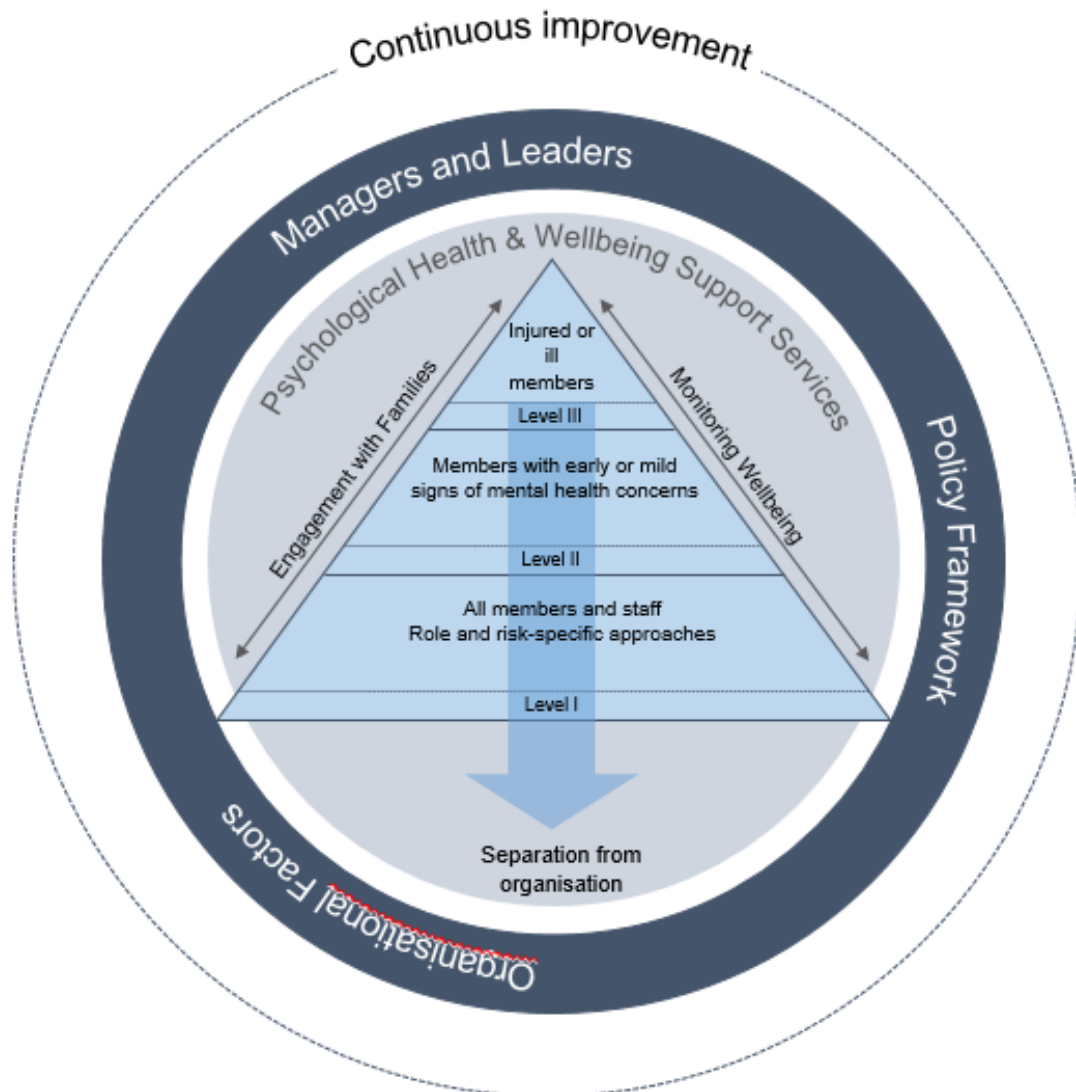 Continuous improvement
Managers and Leaders
Psychological Health & Wellbeing Support Services
Injured or
ill
members
Level III
Engagement with Families
Monitoring Wellbeing
Members with early or mild
signs of mental health concerns
Level II
Policy Framework
All members and staff
Role and risk-specific approaches
Level I
Organisational Factors
Separation from
organisation